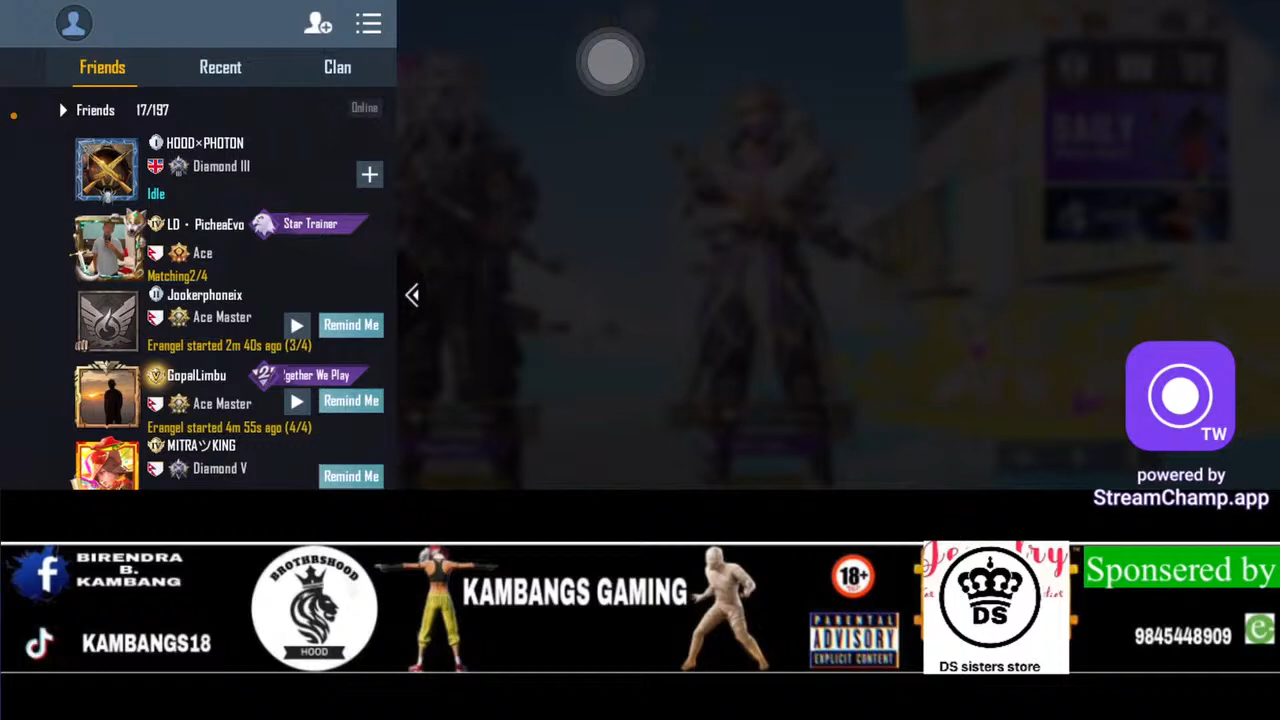 Friends
Recent
Clan
Friends 17/197
Online
HOOD×PHOTON
Diamond III
Idle
LD · PicheaEvo
Star Trainer
Ace
Matching2/4
Jookerphoneix
Ace Master
Remind Me
Erangel started 2m 40s ago (3/4)
GopalLimbu
gether We Play
Ace Master
Remind Me
Erangel started 4m 55s ago (4/4)
MITRAツKING
Diamond V
Remind Me
DAILY
TW
powered by
StreamChamp.app
BIRENDRA
B.
KAMBANG
KAMBANGS18
BROTHRSHOOD
HOOD
KAMBANGS GAMING
18+
PARENTAL
ADVISORY
EXPLICIT CONTENT
DS
DS sisters store
Sponsered by
9845448909